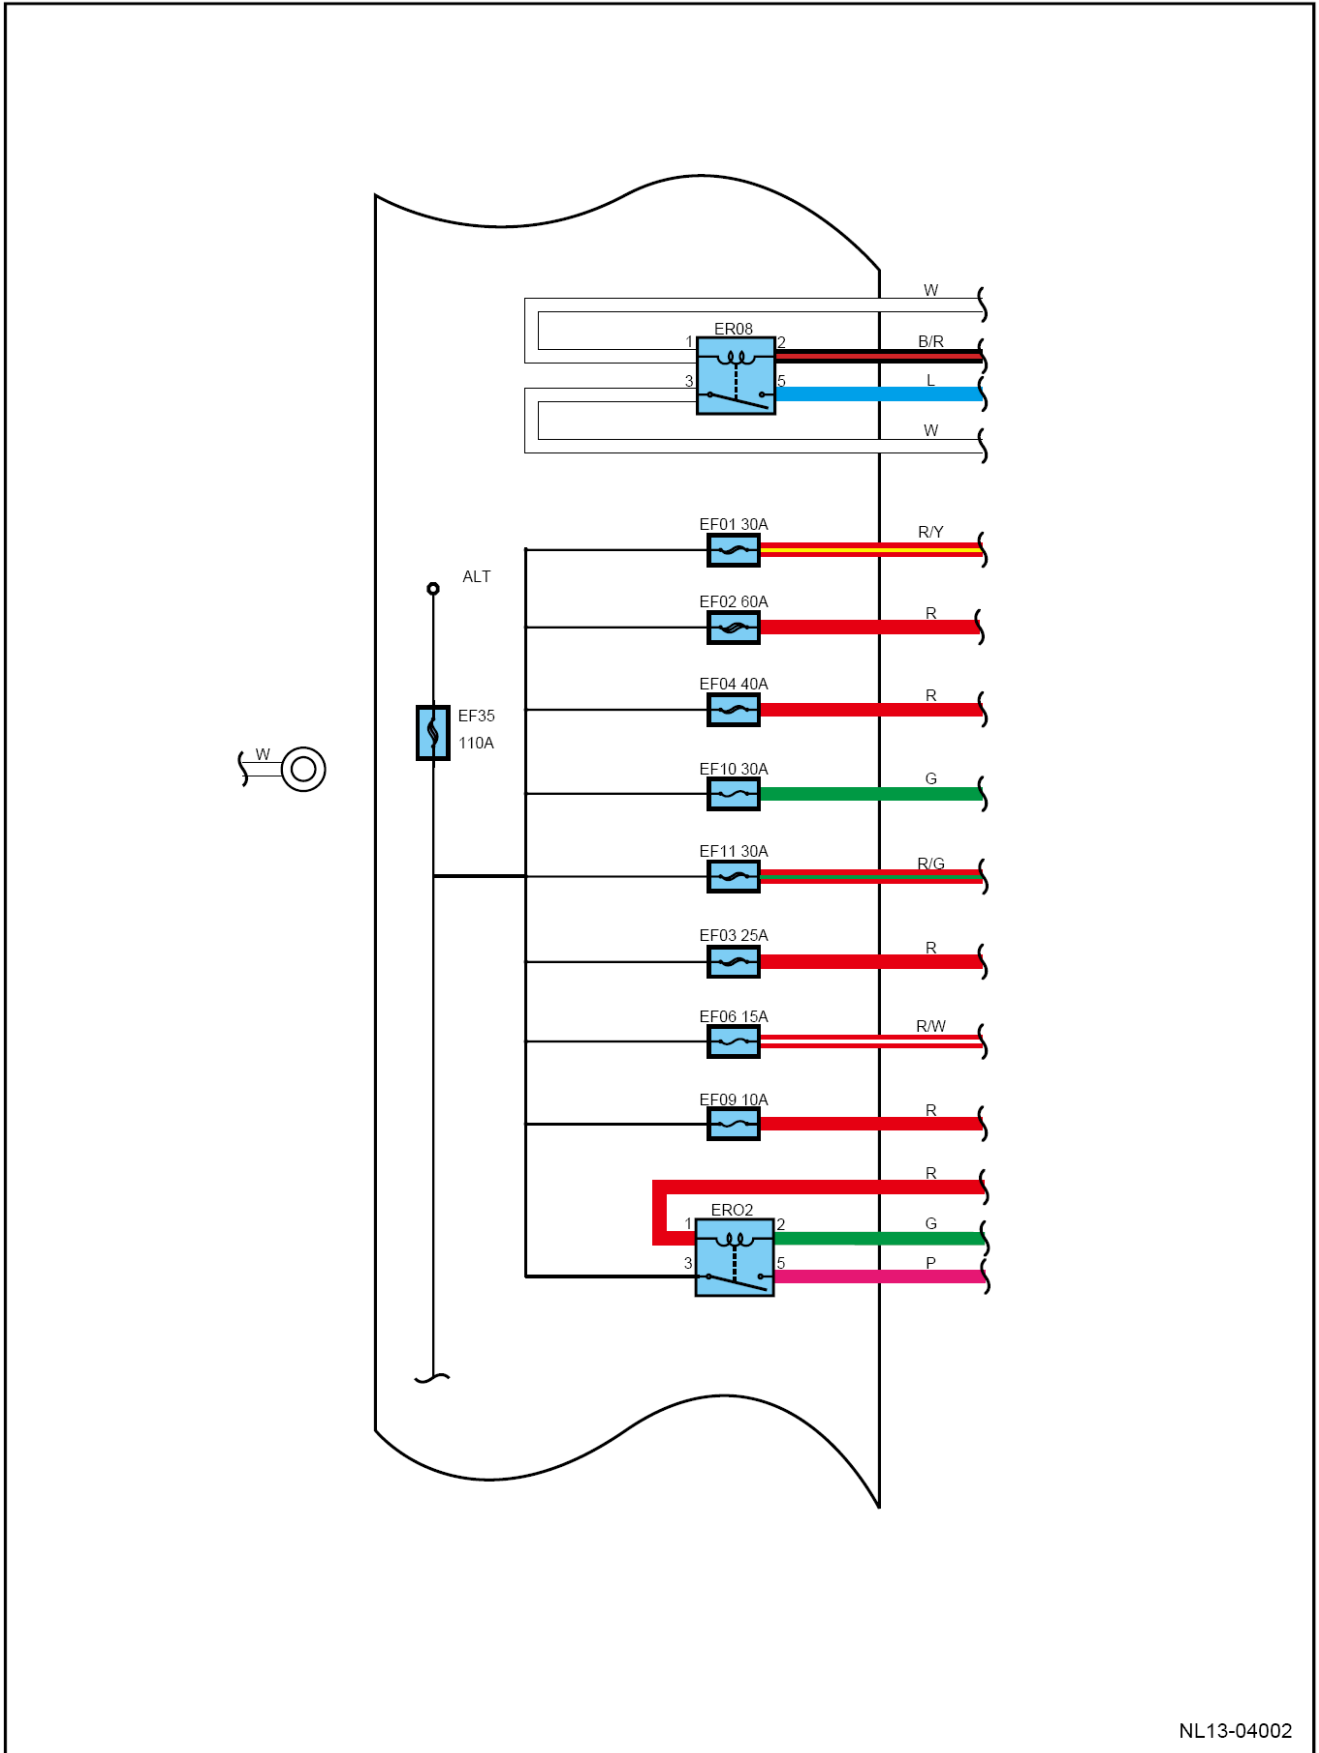 W
ER08
1
2
B/R
3
5
L
W
EF01 30A
R/Y
ALT
EF02 60A
R
EF04 40A
R
EF35
110A
W
EF10 30A
G
EF11 30A
R/G
EF03 25A
R
EF06 15A
R/W
EF09 10A
R
R
ERO2
1
2
G
3
5
P
NL13-04002